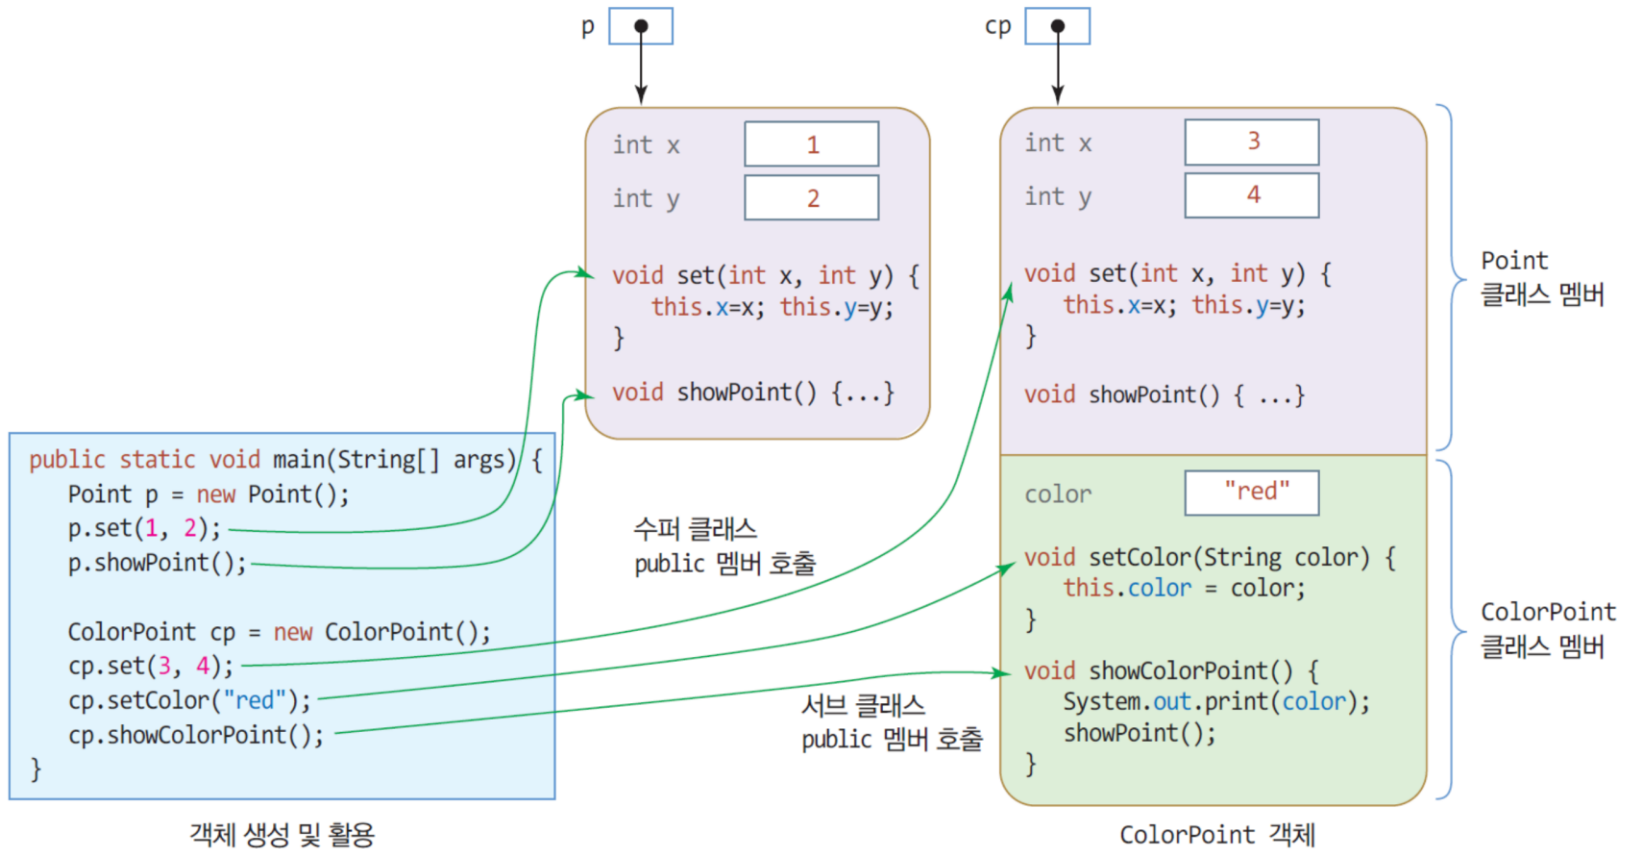 p
cp
int x 1
int y 2
void set(int x, int y) {
this.x=x; this.y=y;
}
void showPoint() {...}
int x 3
int y 4
void set(int x, int y) {
this.x=x; this.y=y;
}
void showPoint() { ...}
Point
클래스 멤버
public static void main(String[] args) {
Point p = new Point();
p.set(1, 2);
p.showPoint();
ColorPoint cp = new ColorPoint();
cp.set(3, 4);
cp.setColor("red");
cp.showColorPoint();
}
수퍼 클래스
public 멤버 호출
서브 클래스
public 멤버 호출
color "red"
void setColor(String color) {
this.color = color;
}
void showColorPoint() {
System.out.print(color);
showPoint();
}
ColorPoint
클래스 멤버
객체 생성 및 활용
ColorPoint 객체